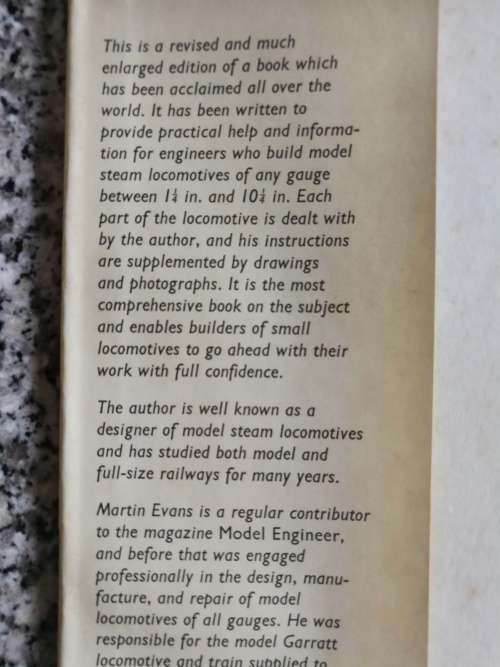 This is a revised and much
enlarged edition of a book which
has been acclaimed all over the
world. It has been written to
provide practical help and informa-
tion for engineers who build model
steam locomotives of any gauge
between 1¼ in. and 10¼ in. Each
part of the locomotive is dealt with
by the author, and his instructions
are supplemented by drawings
and photographs. It is the most
comprehensive book on the subject
and enables builders of small
locomotives to go ahead with their
work with full confidence.
The author is well known as a
designer of model steam locomotives
and has studied both model and
full-size railways for many years.
Martin Evans is a regular contributor
to the magazine Model Engineer,
and before that was engaged
professionally in the design, manu-
facture, and repair of model
locomotives of all gauges. He was
responsible for the model Garratt
locomotive and train supplied to